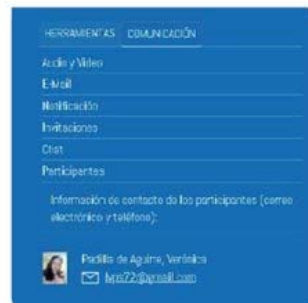 HERRAMIENTAS COMUNICACIÓN
Audio y Video
E-Mail
Notificación
Invitaciones
Chat
Participantes
Información de contacto de los participantes (correo
electrónico y teléfono):
Padilla de Aguirre, Verónica